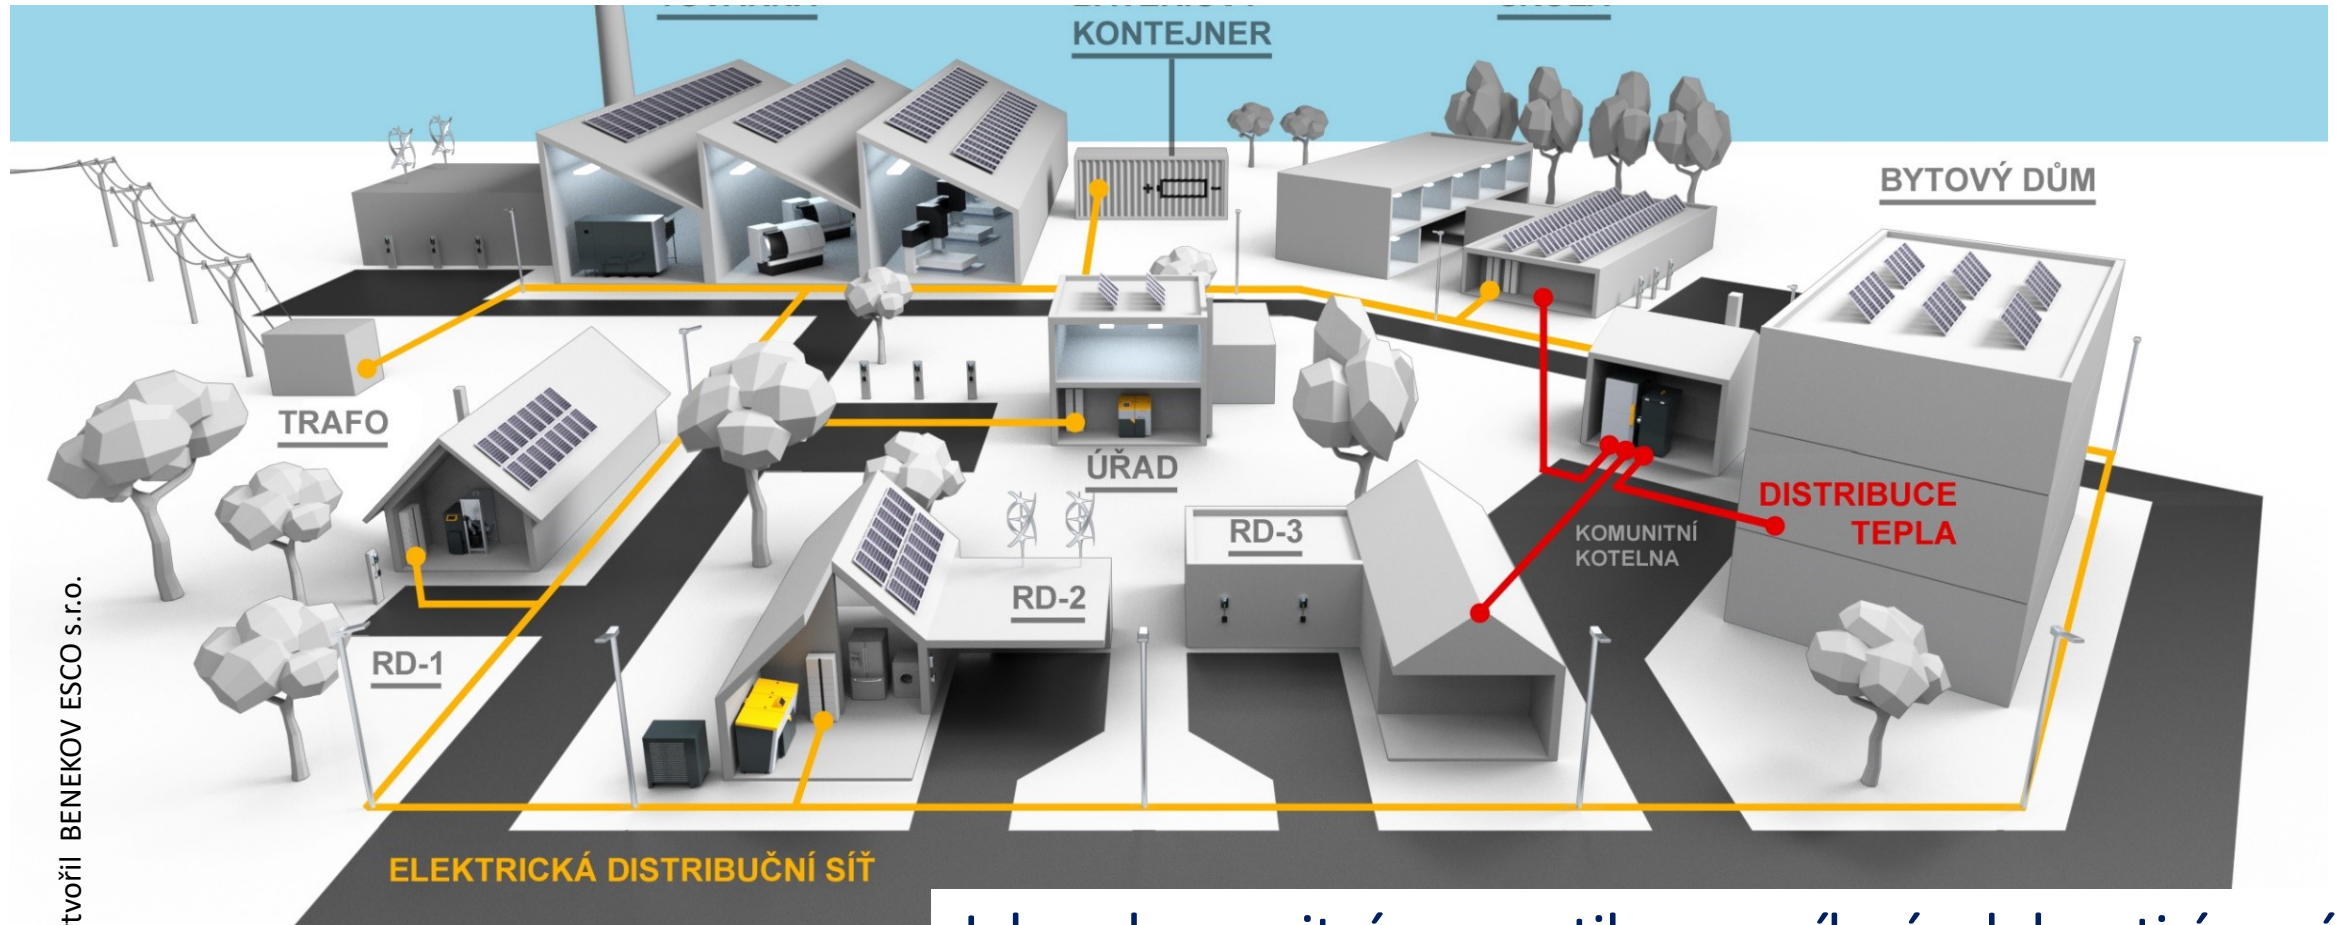 KONTEJNER
BYTOVÝ DŮM
TRAFO
ÚŘAD
DISTRIBUCE
TEPLA
KOMUNITNÍ
KOTELNA
RD-3
RD-2
RD-1
ELEKTRICKÁ DISTRIBUČNÍ SÍŤ
tvořil BENEKOV ESCO s.r.o.